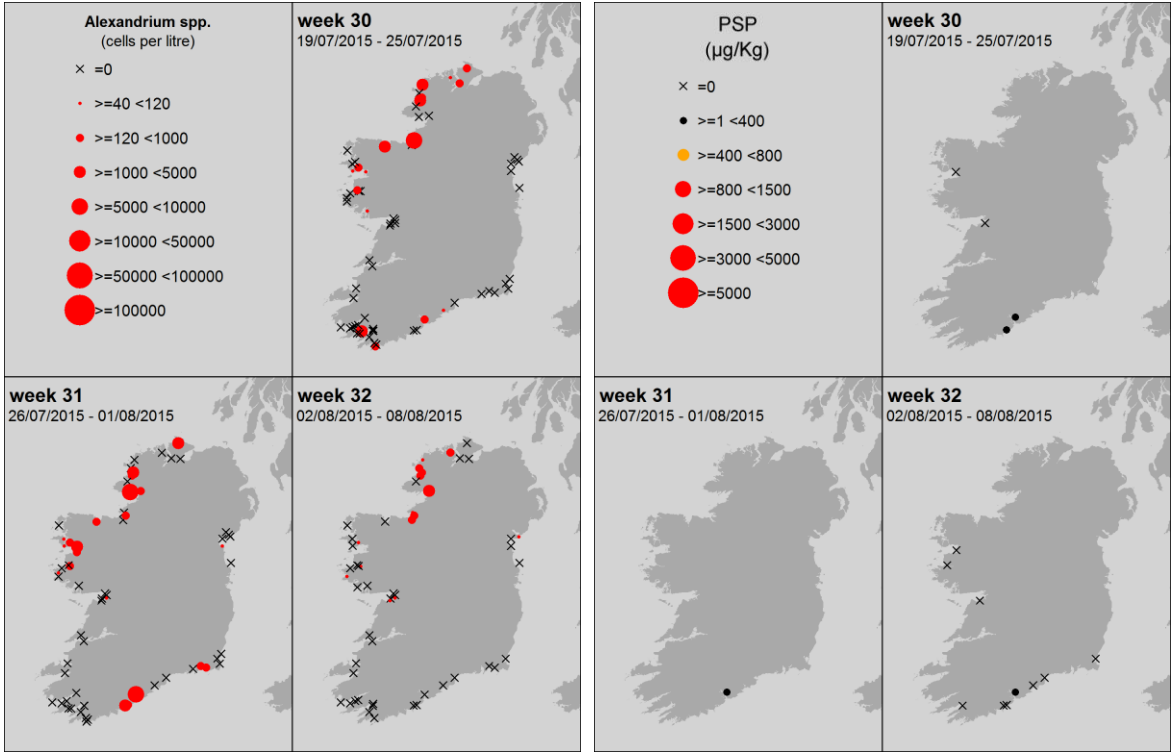 Alexandrium spp.
(cells per litre)
=0
>=40 <120
>=120 <1000
>=1000 <5000
>=5000 <10000
>=10000 <50000
>=50000 <100000
>=100000
week 30
19/07/2015 - 25/07/2015
week 31
26/07/2015 - 01/08/2015
week 32
02/08/2015 - 08/08/2015
PSP
(µg/Kg)
=0
>=1 <400
>=400 <800
>=800 <1500
>=1500 <3000
>=3000 <5000
>=5000
week 30
19/07/2015 - 25/07/2015
week 31
26/07/2015 - 01/08/2015
week 32
02/08/2015 - 08/08/2015